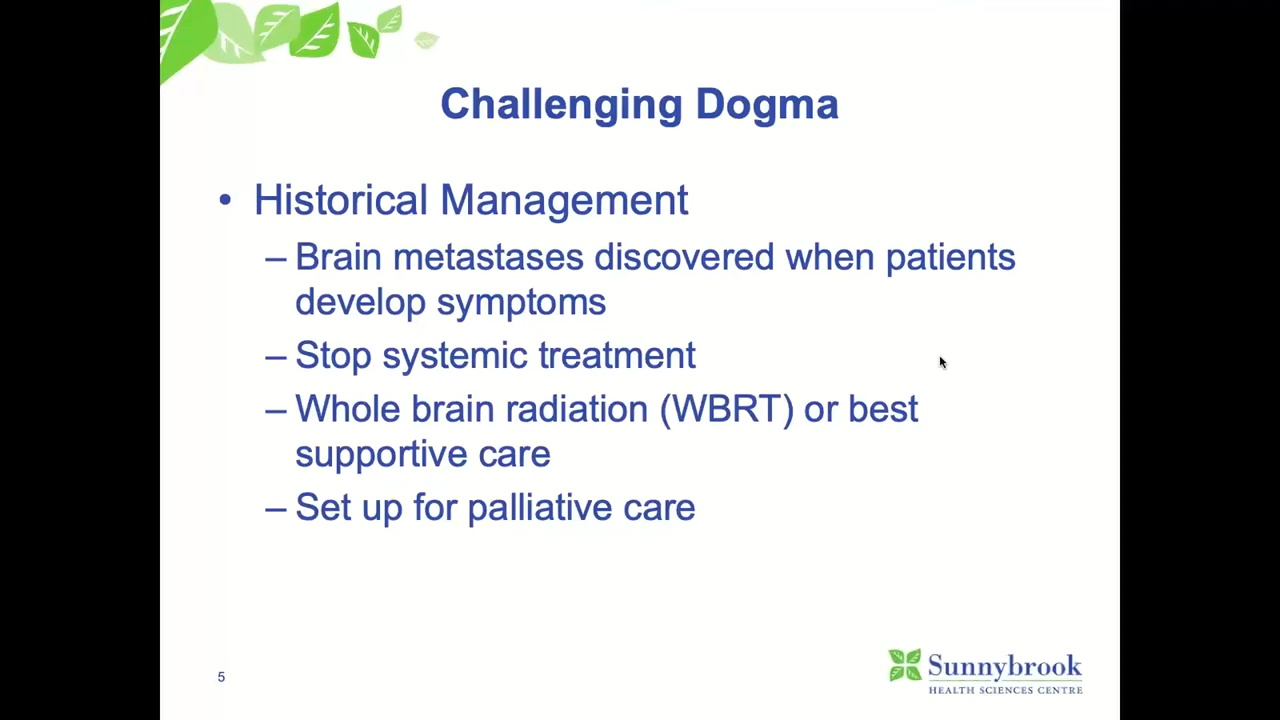 Challenging Dogma
• Historical Management
– Brain metastases discovered when patients
develop symptoms
– Stop systemic treatment
– Whole brain radiation (WBRT) or best
supportive care
– Set up for palliative care
5
Sunnybrook
HEALTH SCIENCES CENTRE